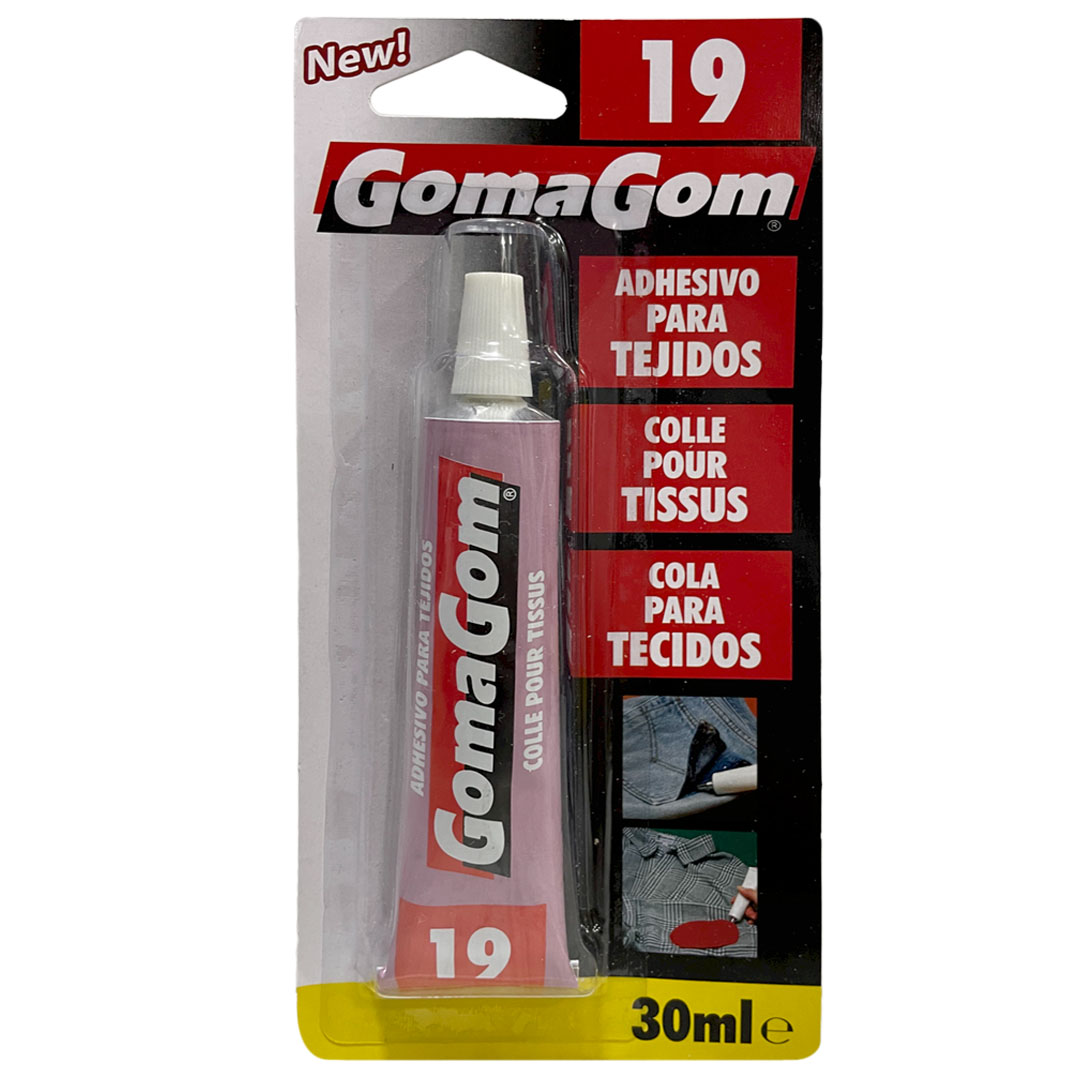 New!
19
GomaGom
®
ADHESIVO
PARA
TEJIDOS
COLLE
POUR
TISSUS
COLA
PARA
TECIDOS
ADHESIVO PARA TEJIDOS
GomaGom®
COLLE POUR TISSUS
19
30ml e